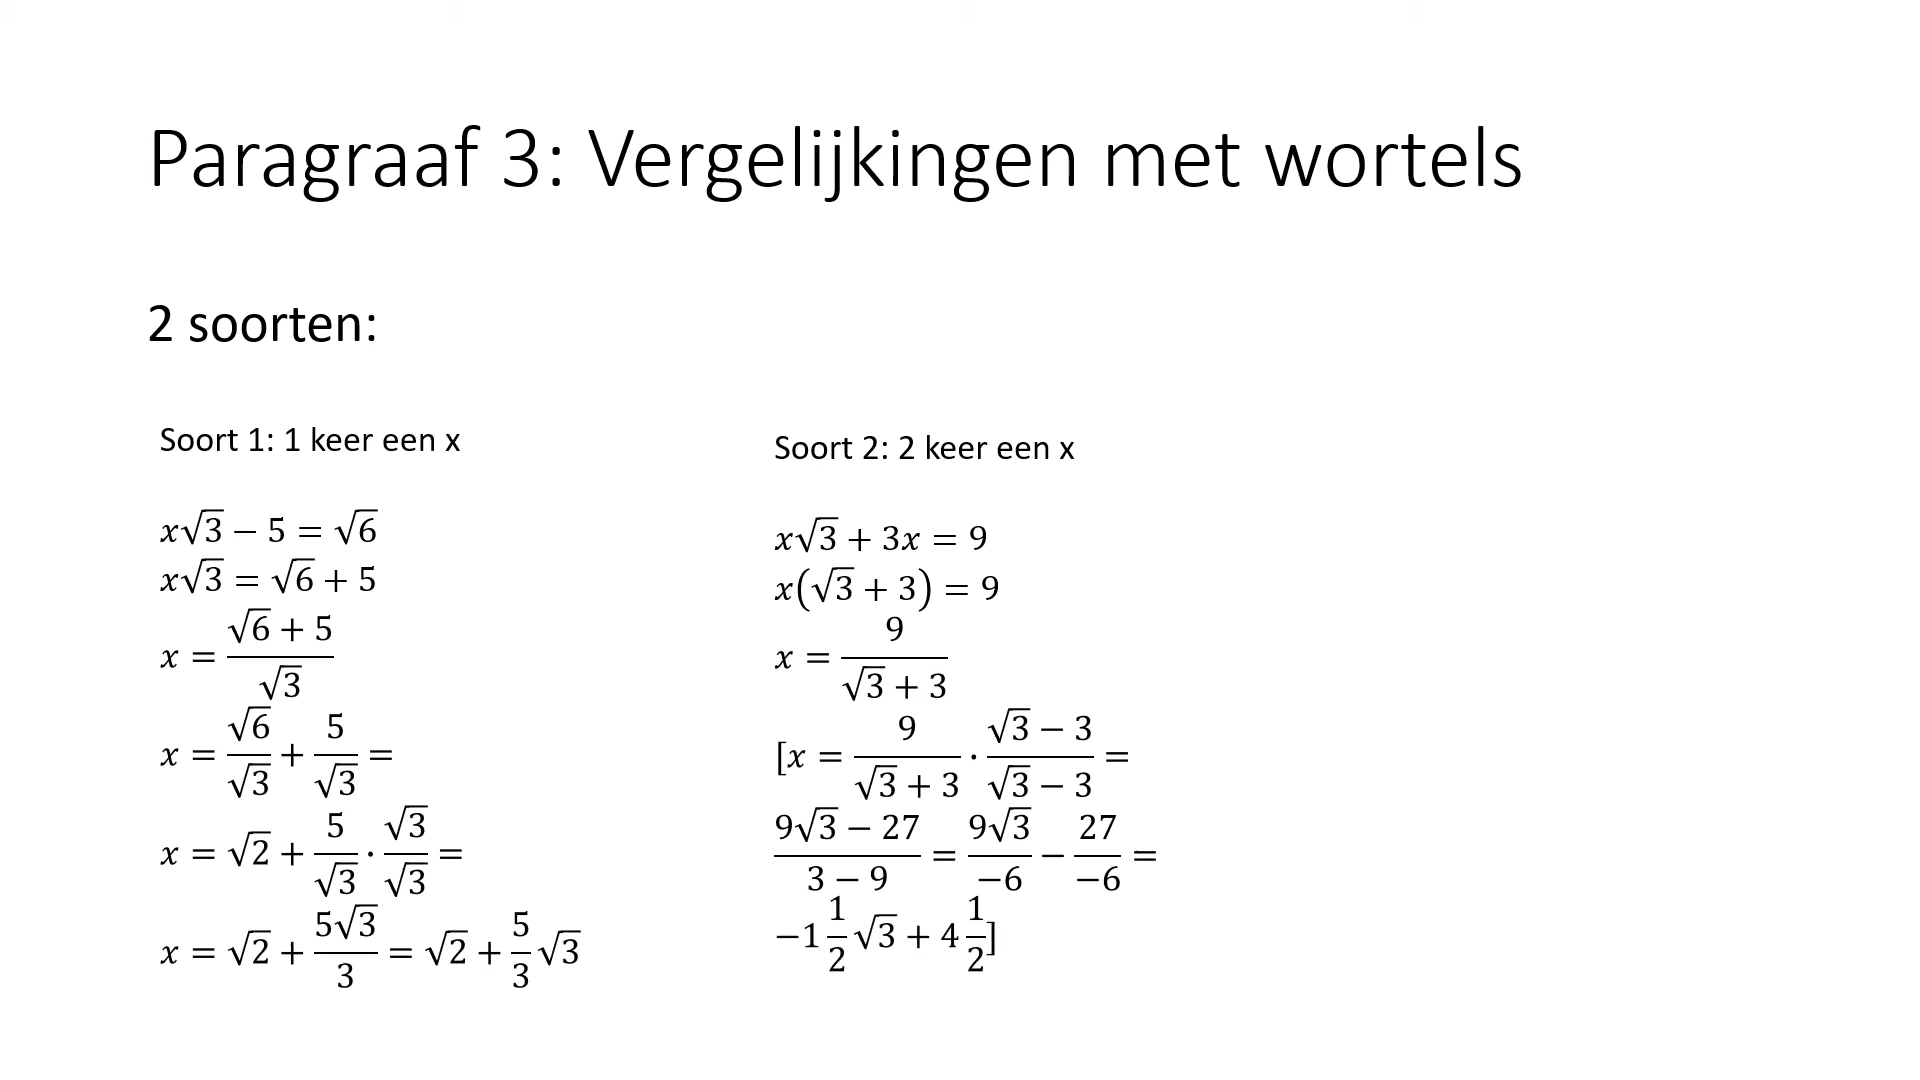 Paragraaf 3: Vergelijkingen met wortels
2 soorten:
Soort 1: 1 keer een x
x√3 − 5 = √6
x√3 = √6 + 5
x = (√6 + 5)/√3
x = √6/√3 + 5/√3 =
x = √2 + 5/√3 · √3/√3 =
x = √2 + 5√3/3 = √2 + 5/3 √3
Soort 2: 2 keer een x
x√3 + 3x = 9
x(√3 + 3) = 9
x = 9/(√3 + 3)
[x = 9/(√3 + 3) · (√3 − 3)/(√3 − 3) =
(9√3 − 27)/(3 − 9) = 9√3/−6 − 27/−6 =
−1 1/2 √3 + 4 1/2]